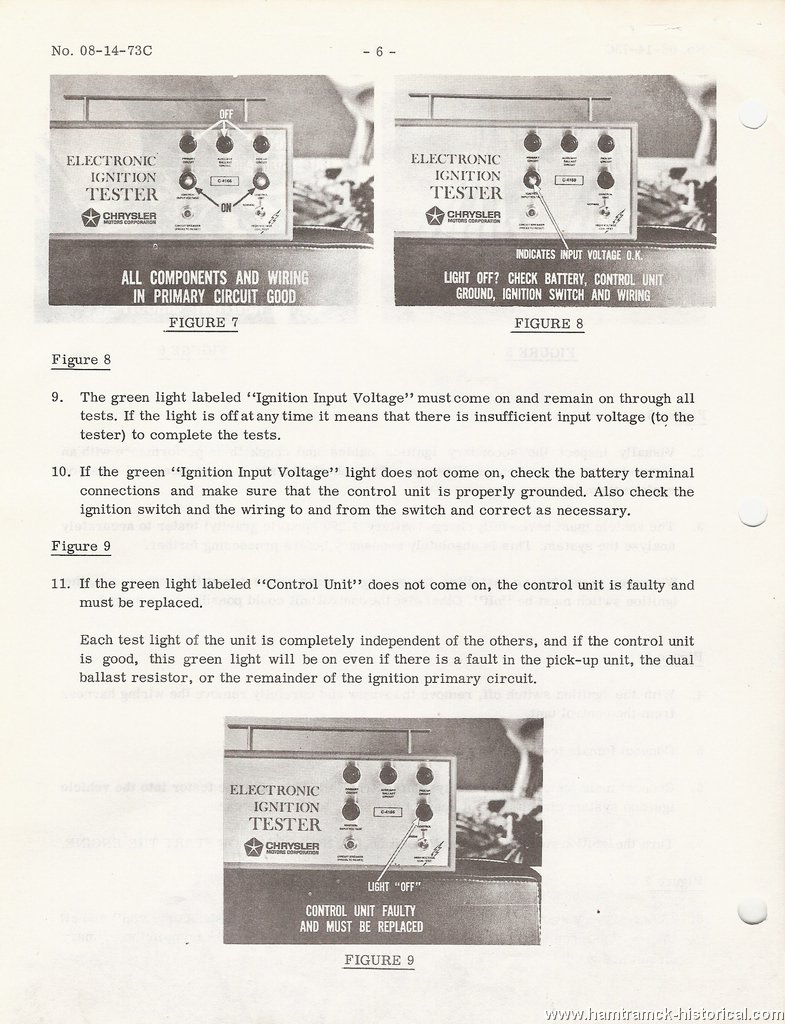 No. 08-14-73C
- 6 -
OFF
ELECTRONIC
IGNITION
TESTER
CHRYSLER
MOTORS CORPORATION
PRIMARY
CIRCUIT
AUXILIARY
BALLAST
CIRCUIT
PICK-UP
CIRCUIT
C-4166
ON
ALL COMPONENTS AND WIRING
IN PRIMARY CIRCUIT GOOD
FIGURE 7
ELECTRONIC
IGNITION
TESTER
CHRYSLER
MOTORS CORPORATION
C-4166
INDICATES INPUT VOLTAGE O.K.
LIGHT OFF? CHECK BATTERY, CONTROL UNIT
GROUND, IGNITION SWITCH AND WIRING
FIGURE 8
Figure 8
9. The green light labeled "Ignition Input Voltage" must come on and remain on through all
tests. If the light is off at any time it means that there is insufficient input voltage (to the
tester) to complete the tests.
10. If the green "Ignition Input Voltage" light does not come on, check the battery terminal
connections and make sure that the control unit is properly grounded. Also check the
ignition switch and the wiring to and from the switch and correct as necessary.
Figure 9
11. If the green light labeled "Control Unit" does not come on, the control unit is faulty and
must be replaced.
Each test light of the unit is completely independent of the others, and if the control unit
is good, this green light will be on even if there is a fault in the pick-up unit, the dual
ballast resistor, or the remainder of the ignition primary circuit.
ELECTRONIC
IGNITION
TESTER
CHRYSLER
MOTORS CORPORATION
C-4166
LIGHT "OFF"
CONTROL UNIT FAULTY
AND MUST BE REPLACED
FIGURE 9
www.hamtramck-historical.com